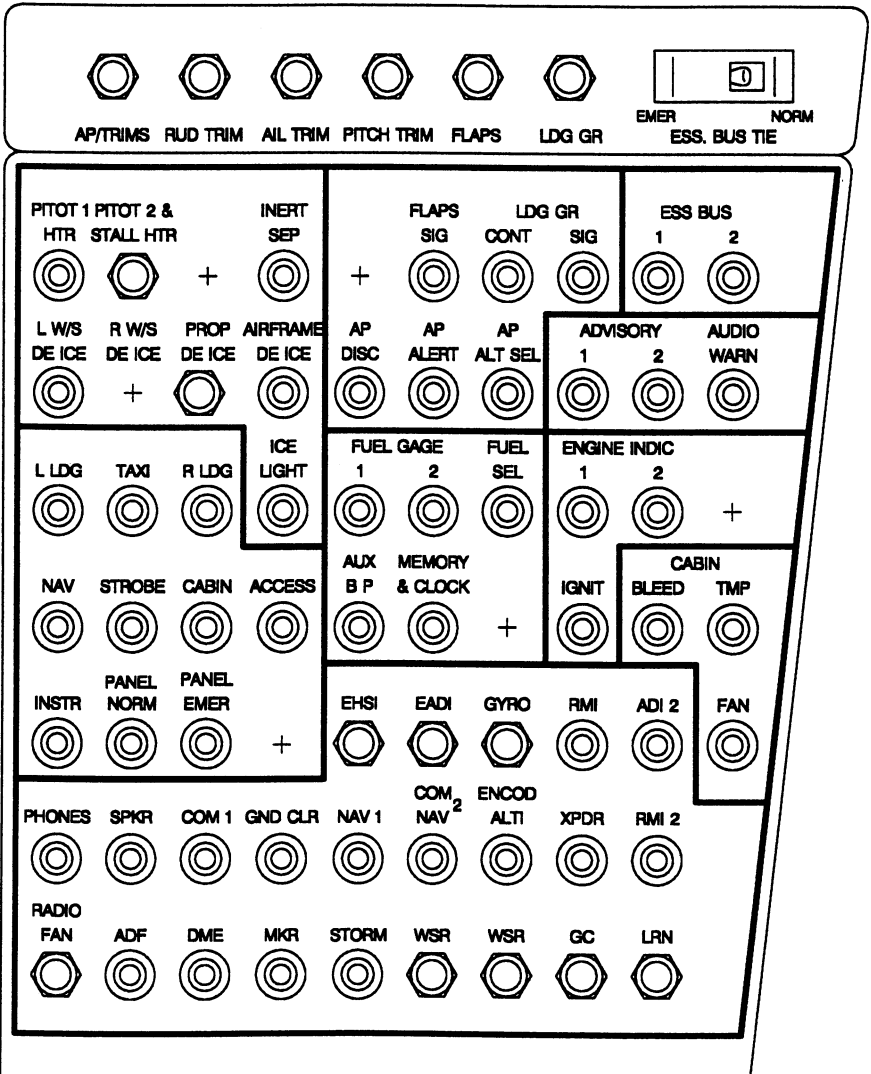 EMER NORM
AP/TRIMS RUD TRIM AIL TRIM PITCH TRIM FLAPS LDG GR ESS. BUS TIE
PITOT 1 PITOT 2 & INERT FLAPS LDG GR ESS BUS
HTR STALL HTR SEP SIG CONT SIG 1 2
L W/S R W/S PROP AIRFRAME AP AP AP ADVISORY AUDIO
DE ICE DE ICE DE ICE DE ICE DISC ALERT ALT SEL 1 2 WARN
ICE FUEL GAGE FUEL ENGINE INDIC
L LDG TAXI R LDG LIGHT 1 2 SEL 1 2
AUX MEMORY CABIN
NAV STROBE CABIN ACCESS B P & CLOCK IGNIT BLEED TMP
PANEL PANEL
INSTR NORM EMER EHSI EADI GYRO RMI ADI 2 FAN
COM 2 ENCOD
PHONES SPKR COM 1 GND CLR NAV 1 NAV ALTI XPDR RMI 2
RADIO
FAN ADF DME MKR STORM WSR WSR GC LRN